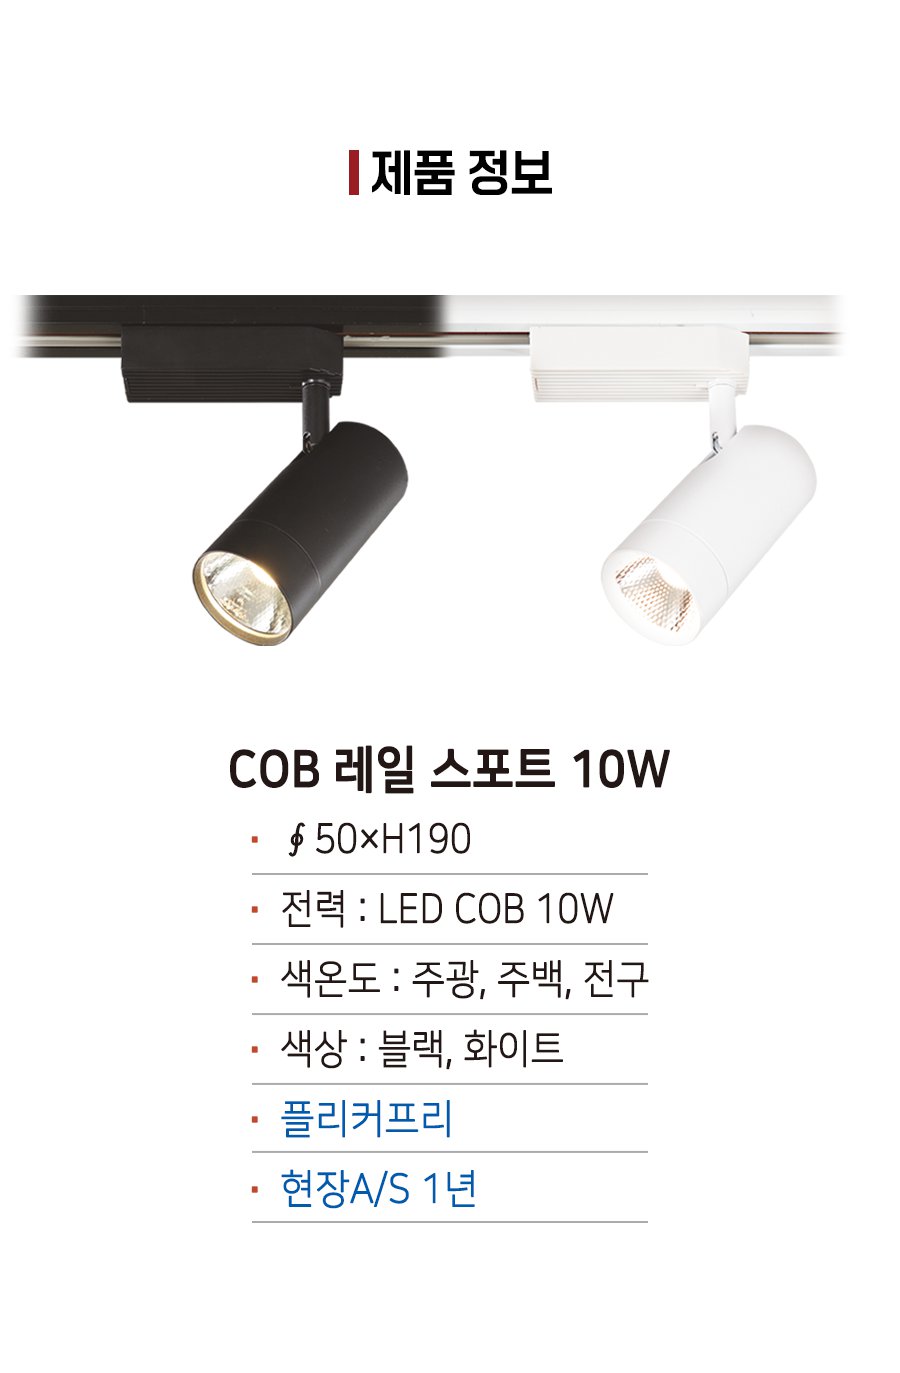 제품 정보
COB 레일 스포트 10W
∮50×H190
전력 : LED COB 10W
색온도 : 주광, 주백, 전구
색상 : 블랙, 화이트
플리커프리
현장A/S 1년